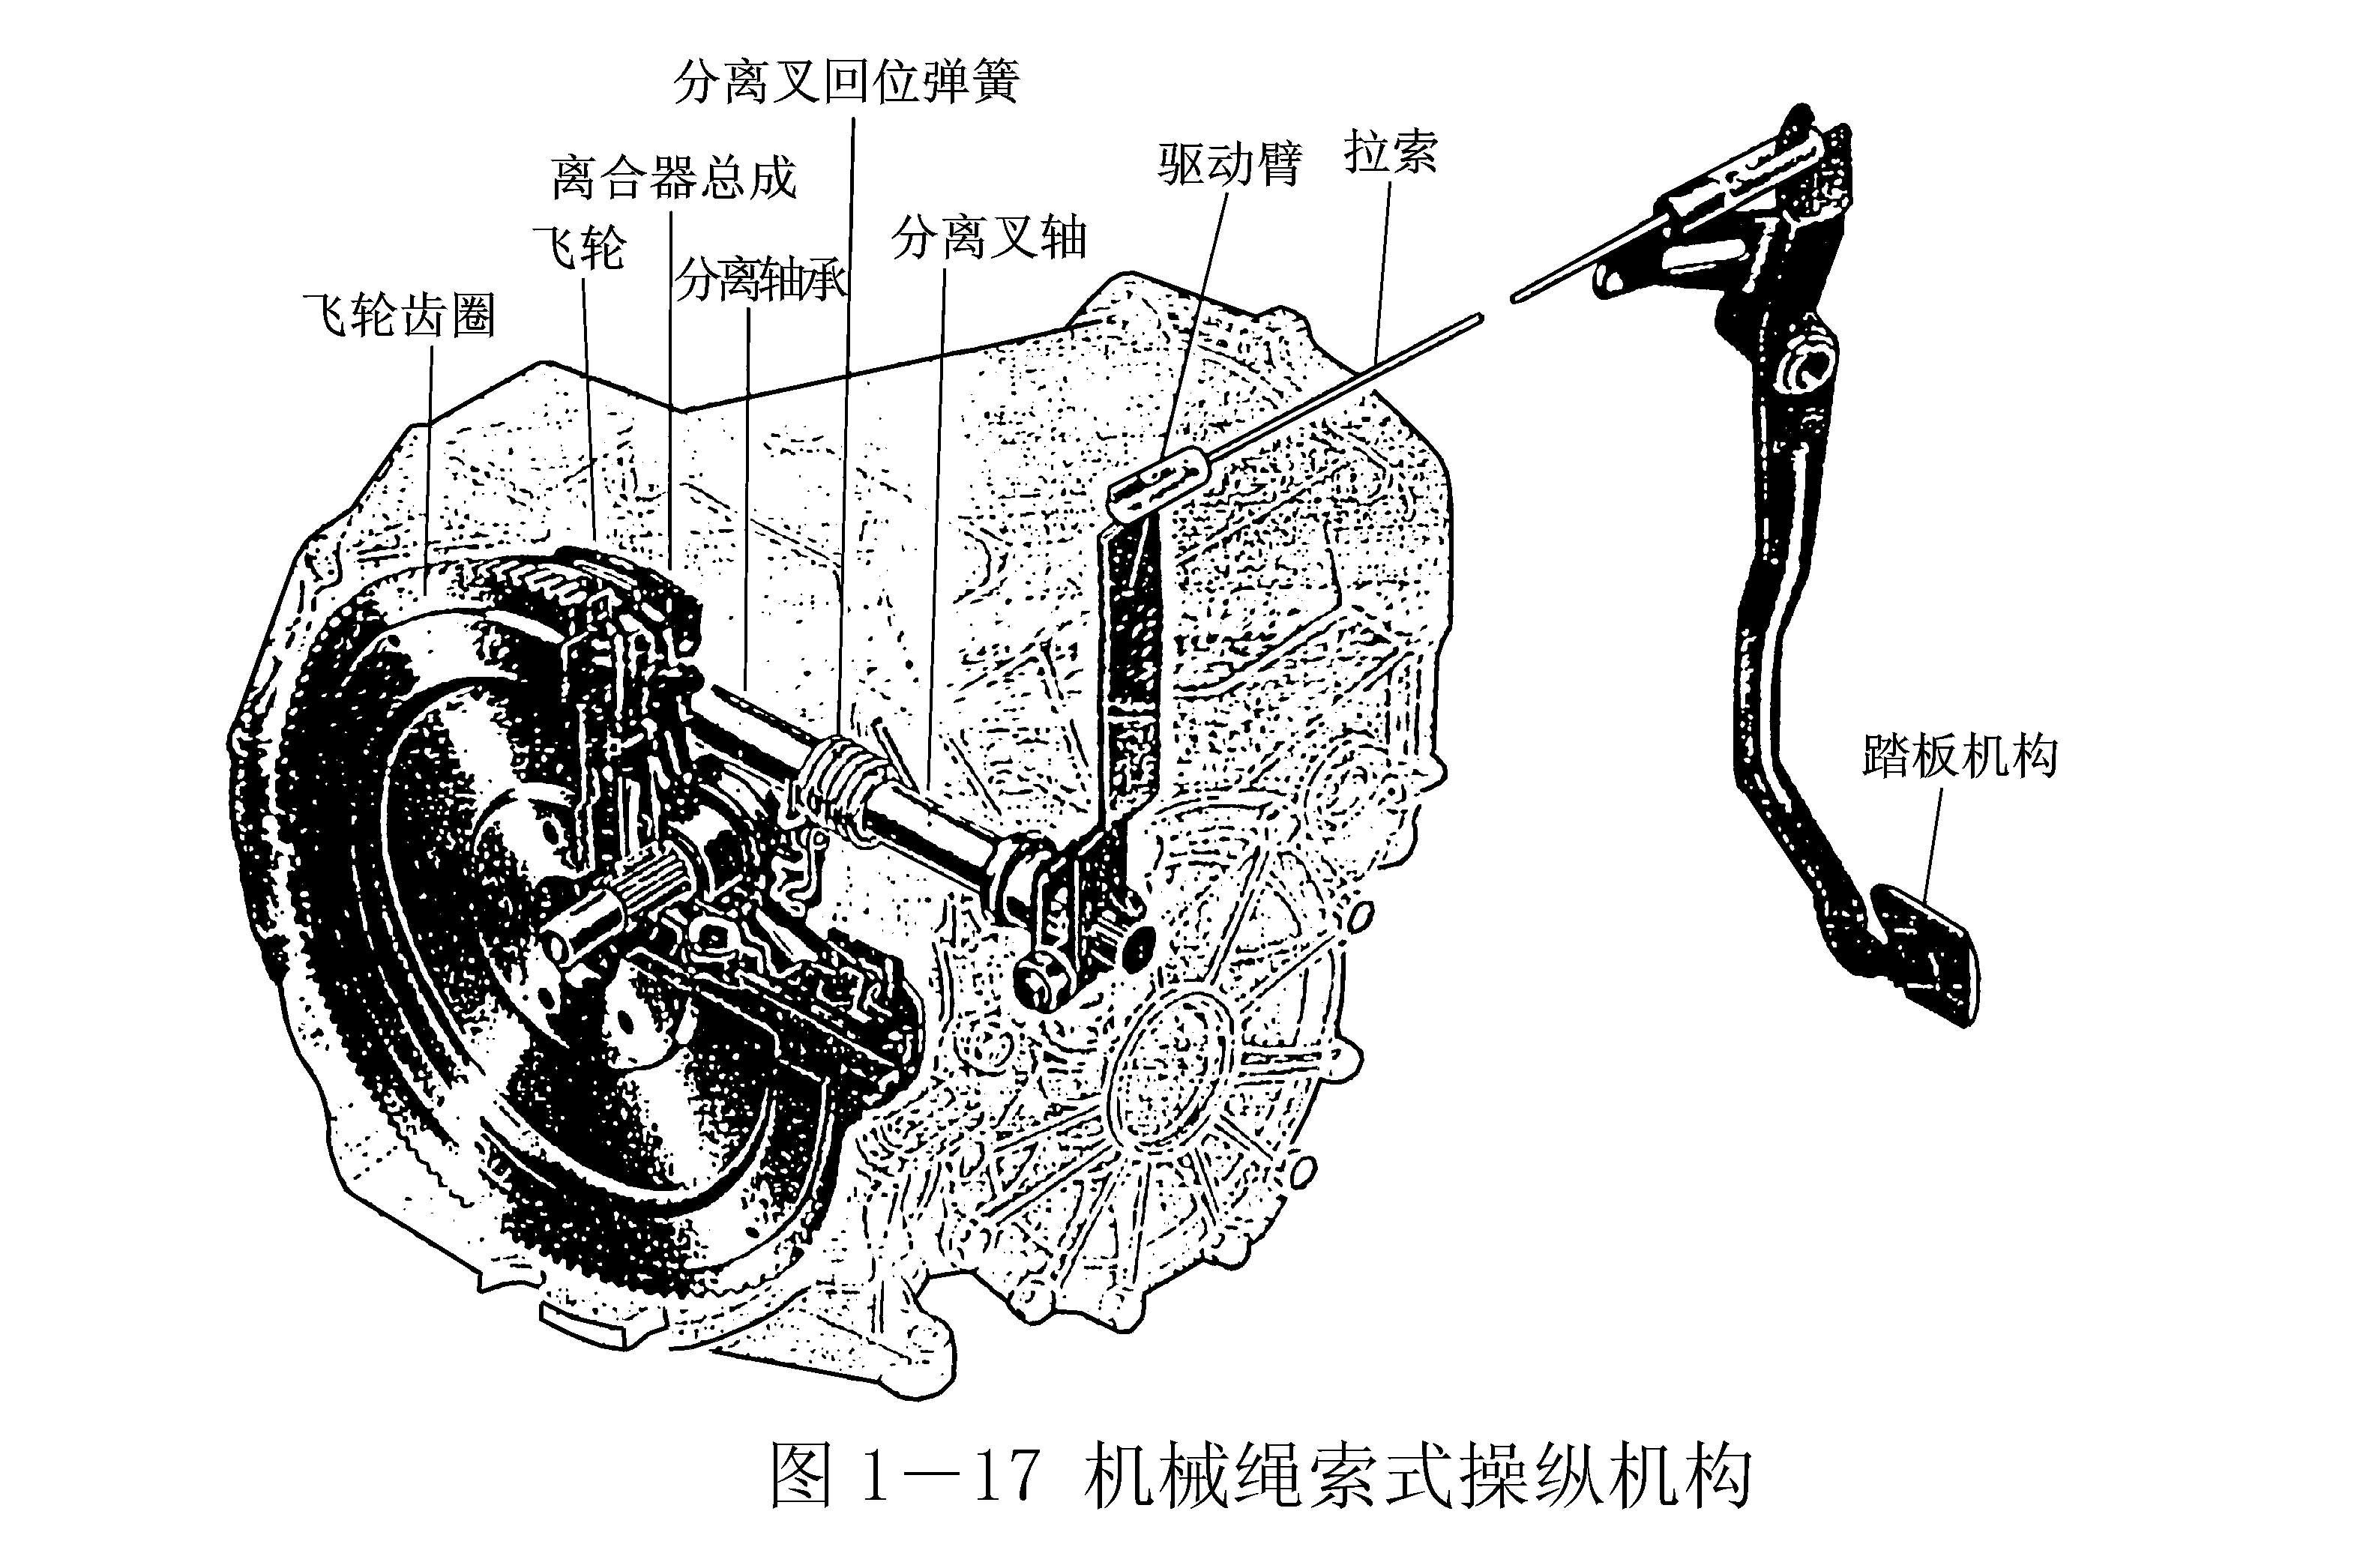 分离叉回位弹簧
离合器总成
驱动臂
拉索
飞轮
分离轴承
分离叉轴
飞轮齿圈
踏板机构
图1—17 机械绳索式操纵机构